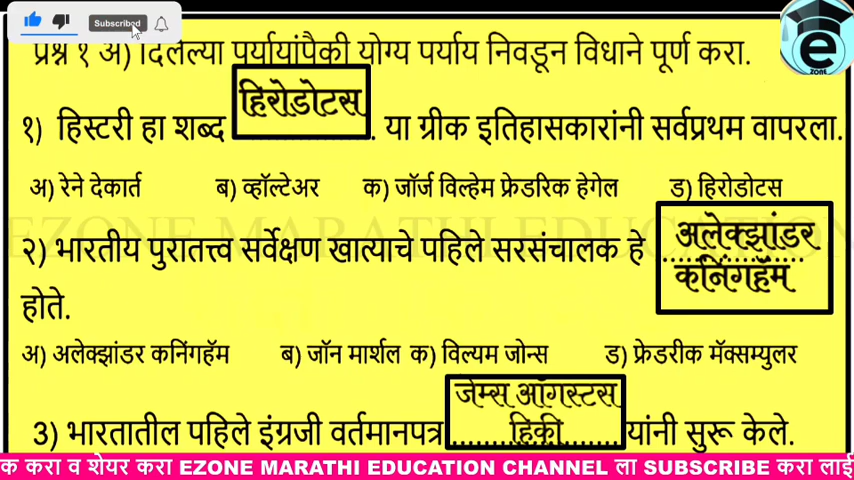 Subscribed
e
ZONE
प्रश्न १ अ) दिलेल्या पर्यायांपैकी योग्य पर्याय निवडून विधाने पूर्ण करा.
१) हिस्टरी हा शब्द हिरोडोटस . या ग्रीक इतिहासकारांनी सर्वप्रथम वापरला.
अ) रेने देकार्त ब) व्हॉल्टेअर क) जॉर्ज विल्हेम फ्रेडरिक हेगेल ड) हिरोडोटस
EZONE MARATHI EDUCATION
२) भारतीय पुरातत्त्व सर्वेक्षण खात्याचे पहिले सरसंचालक हे अलेक्झांडर कनिंगहॅम
होते.
अ) अलेक्झांडर कनिंगहॅम ब) जॉन मार्शल क) विल्यम जोन्स ड) फ्रेडरीक मॅक्सम्युलर
3) भारतातील पहिले इंग्रजी वर्तमानपत्र जेम्स ऑगस्टस हिकी यांनी सुरू केले.
क करा व शेयर करा EZONE MARATHI EDUCATION CHANNEL ला SUBSCRIBE करा लाई